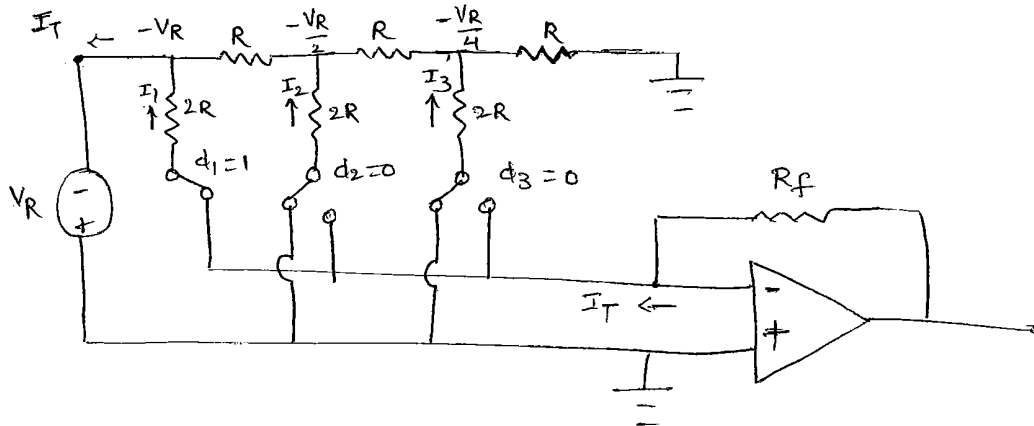 I_T ← -V_R R -V_R/2 R -V_R/4 R
I_1 ↑ 2R I_2 ↑ 2R I_3 ↑ 2R
d_1=1 d_2=0 d_3=0
V_R - +
R_f
I_T ← -
+